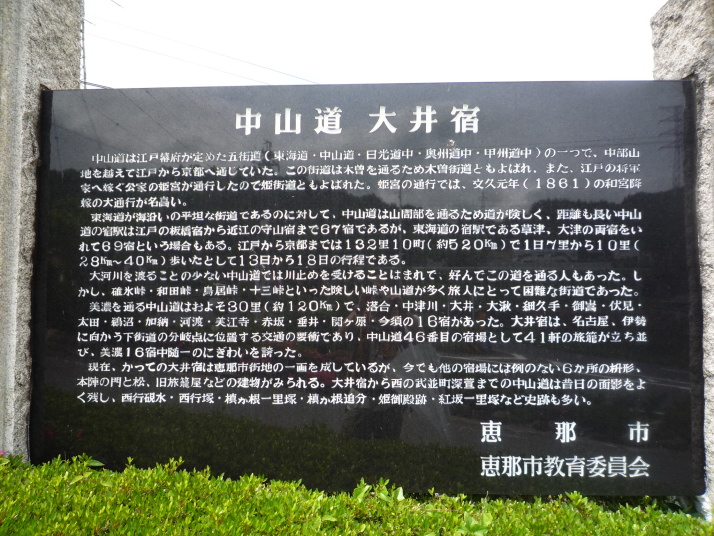 中山道 大井宿
中山道は江戸幕府が定めた五街道(東海道・中山道・日光道中・奥州道中・甲州道中)の一つで、中部山
地を越えて江戸から京都へ通じていた。この街道は木曽を通るため木曽街道ともよばれ、また、江戸の将軍
家へ嫁ぐ公家の姫宮が通行したので姫街道ともよばれた。姫宮の通行では、文久元年(1861)の和宮降
嫁の大通行が名高い。
東海道が海沿いの平坦な街道であるのに対して、中山道は山間部を通るため道が険しく、距離も長い中山
道の宿駅は江戸の板橋宿から近江の守山宿まで67宿であるが、東海道の宿駅である草津、大津の両宿をい
れて69宿という場合もある。江戸から京都までは132里10町(約520Km)で1日7里から10里(
28Km~40Km)歩いたとして13日から18日の行程である。
大河川を渡ることの少ない中山道では川止めを受けることはまれで、好んでこの道を通る人もあった。し
かし、碓氷峠・和田峠・鳥居峠・十三峠といった険しい峠や山道が多く旅人にとって困難な街道であった。
美濃を通る中山道はおよそ30里(約120Km)で、落合・中津川・大井・大湫・細久手・御嵩・伏見・
太田・鵜沼・加納・河渡・美江寺・赤坂・垂井・関ヶ原・今須の16宿があった。大井宿は、名古屋、伊勢
に向かう下街道の分岐点に位置する交通の要衝であり、中山道46番目の宿場として41軒の旅籠が立ち並
び、美濃16宿中随一のにぎわいを誇った。
現在、かつての大井宿は恵那市街地の一画を成しているが、今でも他の宿場には例のない6か所の枡形、
本陣の門と松、旧旅籠屋などの建物がみられる。大井宿から西の武並町深萱までの中山道は昔日の面影をよ
く残し、西行硯水・西行塚・槙ヶ根一里塚・槙ヶ根追分・姫御殿跡・紅坂一里塚など史跡も多い。
恵那市
恵那市教育委員会